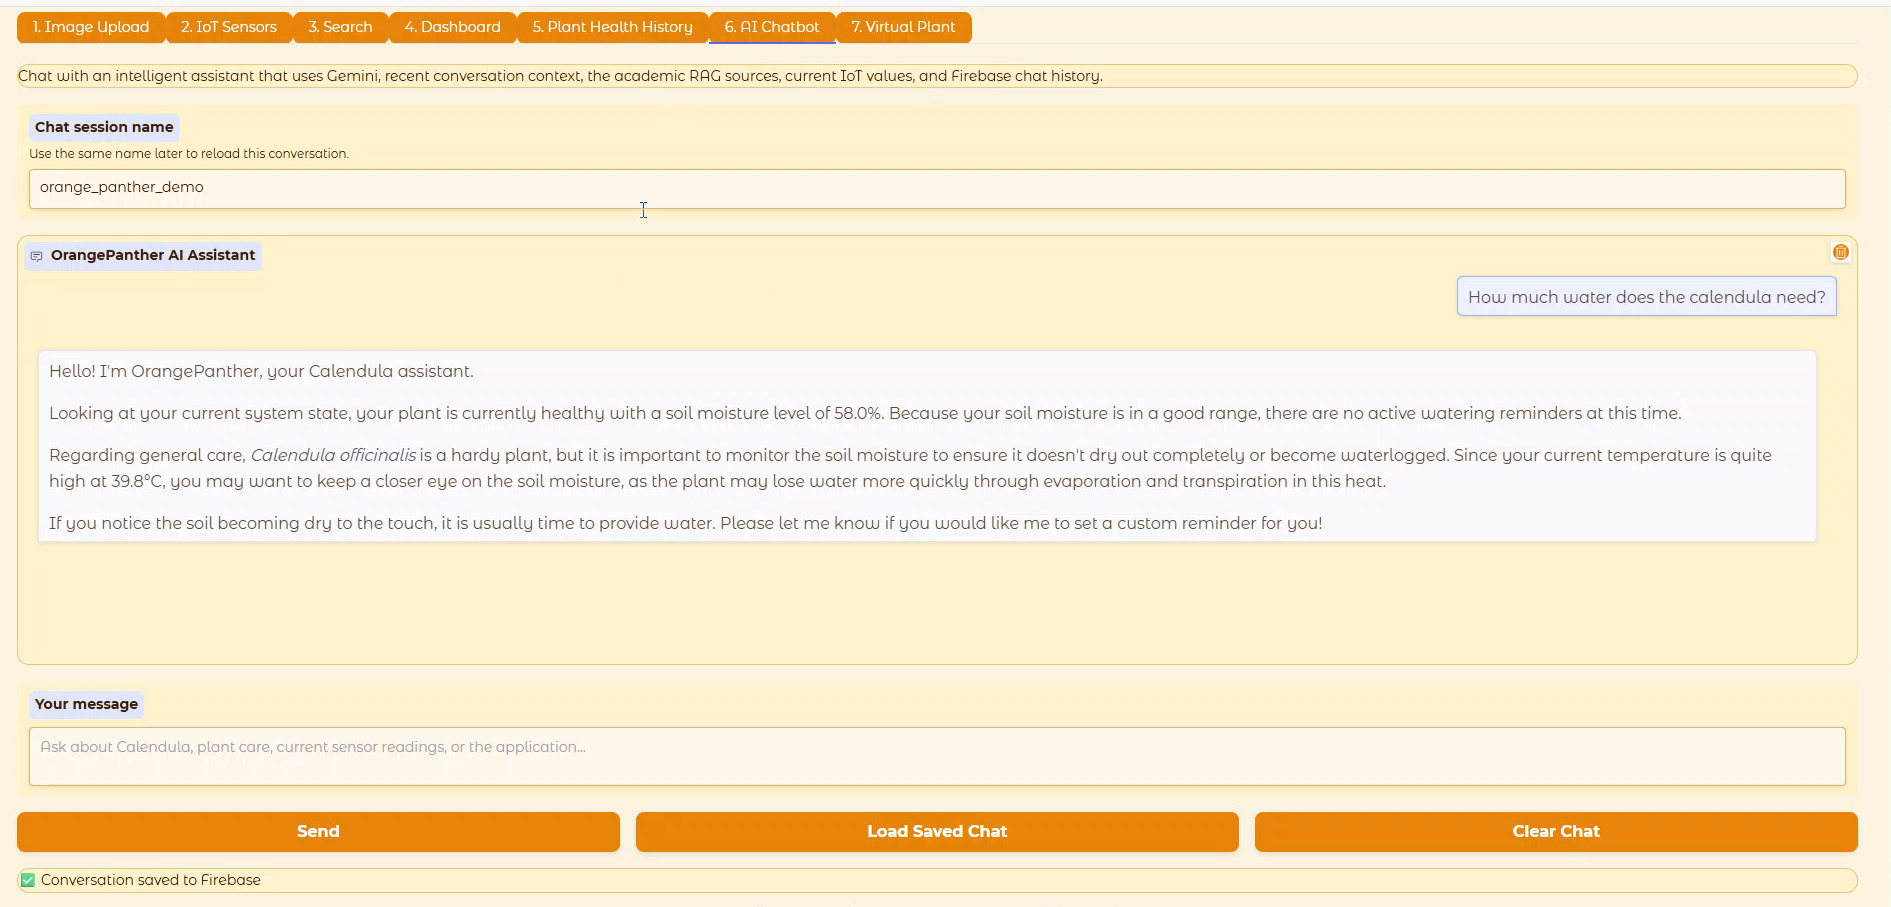 1. Image Upload 2. IoT Sensors 3. Search 4. Dashboard 5. Plant Health History 6. AI Chatbot 7. Virtual Plant
Chat with an intelligent assistant that uses Gemini, recent conversation context, the academic RAG sources, current IoT values, and Firebase chat history.
Chat session name
Use the same name later to reload this conversation.
orange_panther_demo
OrangePanther AI Assistant
How much water does the calendula need?
Hello! I'm OrangePanther, your Calendula assistant.
Looking at your current system state, your plant is currently healthy with a soil moisture level of 58.0%. Because your soil moisture is in a good range, there are no active watering reminders at this time.
Regarding general care, Calendula officinalis is a hardy plant, but it is important to monitor the soil moisture to ensure it doesn't dry out completely or become waterlogged. Since your current temperature is quite
high at 39.8°C, you may want to keep a closer eye on the soil moisture, as the plant may lose water more quickly through evaporation and transpiration in this heat.
If you notice the soil becoming dry to the touch, it is usually time to provide water. Please let me know if you would like me to set a custom reminder for you!
Your message
Ask about Calendula, plant care, current sensor readings, or the application...
Send Load Saved Chat Clear Chat
✅ Conversation saved to Firebase